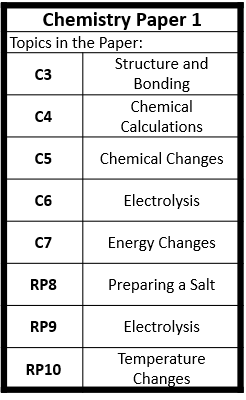 Chemistry Paper 1
Topics in the Paper:
C3 Structure and
Bonding
C4 Chemical
Calculations
C5 Chemical Changes
C6 Electrolysis
C7 Energy Changes
RP8 Preparing a Salt
RP9 Electrolysis
RP10 Temperature
Changes